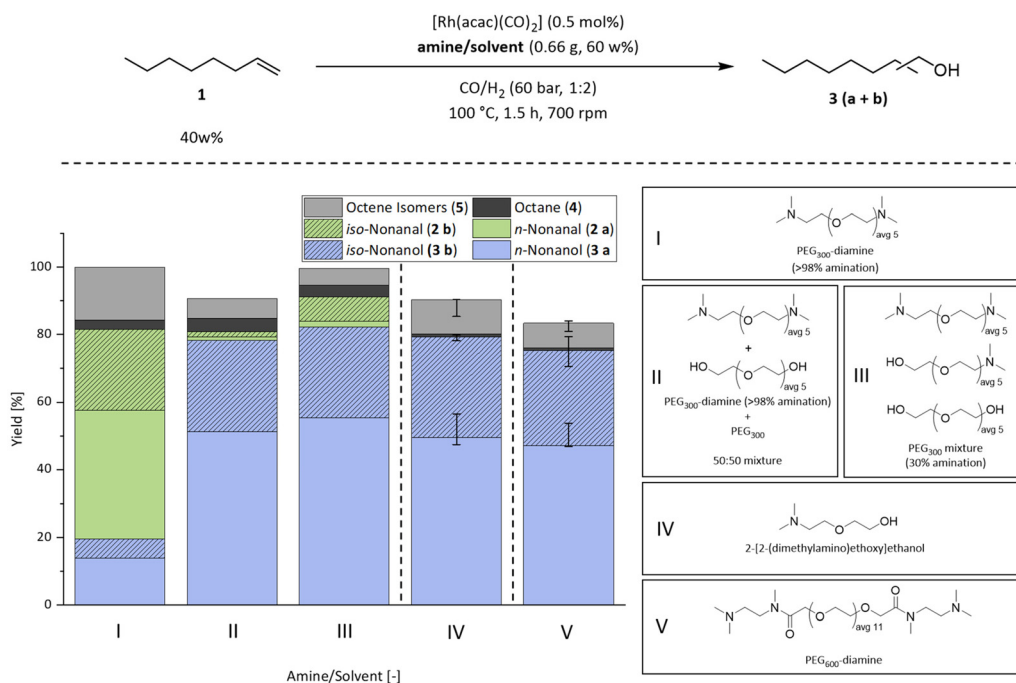 [Rh(acac)(CO)₂] (0.5 mol%)
amine/solvent (0.66 g, 60 w%)
CO/H₂ (60 bar, 1:2)
100 °C, 1.5 h, 700 rpm
1
40w%
OH
3 (a + b)
Octene Isomers (5)
Octane (4)
iso-Nonanal (2 b)
n-Nonanal (2 a)
iso-Nonanol (3 b)
n-Nonanol (3 a
Yield [%]
100
80
60
40
20
0
I
II
III
IV
V
Amine/Solvent [-]
I
N
O
N
avg 5
PEG₃₀₀-diamine
(>98% amination)
II
N
O
N
avg 5
+
HO
O
OH
avg 5
PEG₃₀₀-diamine (>98% amination)
+
PEG₃₀₀
50:50 mixture
III
N
O
N
avg 5
HO
O
N
avg 5
HO
O
OH
avg 5
PEG₃₀₀ mixture
(30% amination)
IV
N
O
OH
2-[2-(dimethylamino)ethoxy]ethanol
V
N
N
O
O
O
avg 11
O
N
N
PEG₆₀₀-diamine